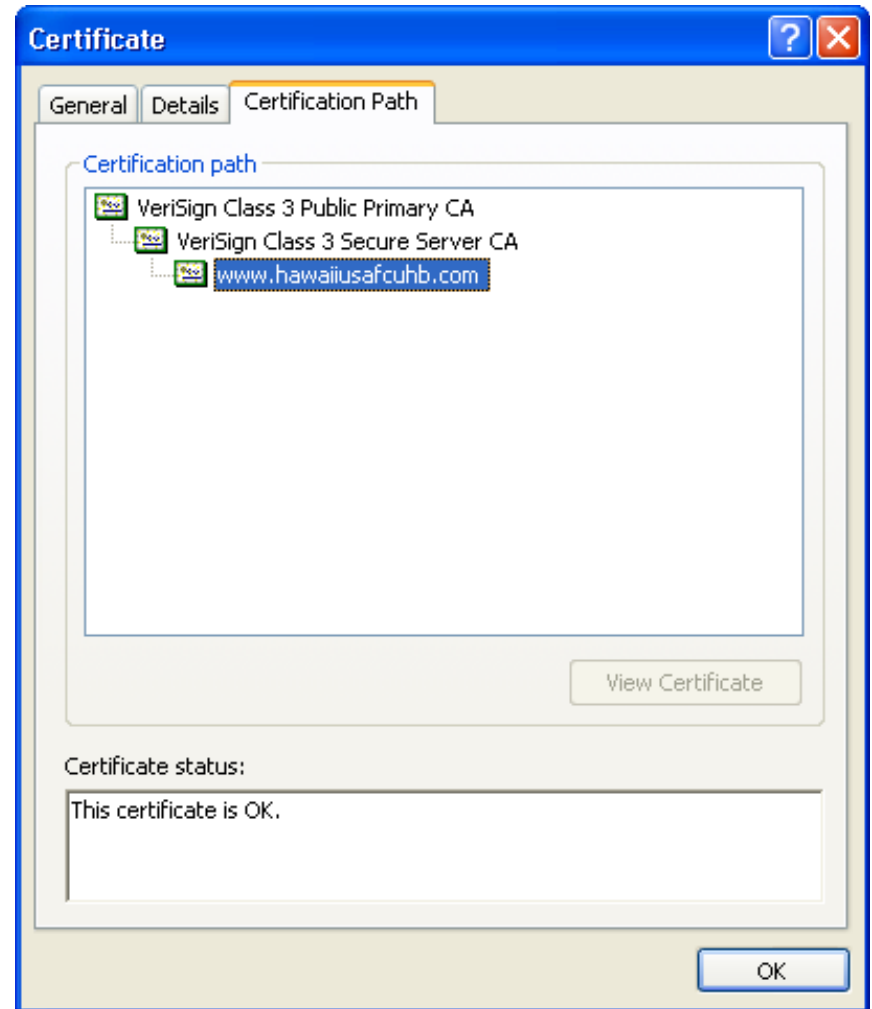 Certificate
General Details Certification Path
Certification path
VeriSign Class 3 Public Primary CA
VeriSign Class 3 Secure Server CA
www.hawaiiusafcuhb.com
View Certificate
Certificate status:
This certificate is OK.
OK